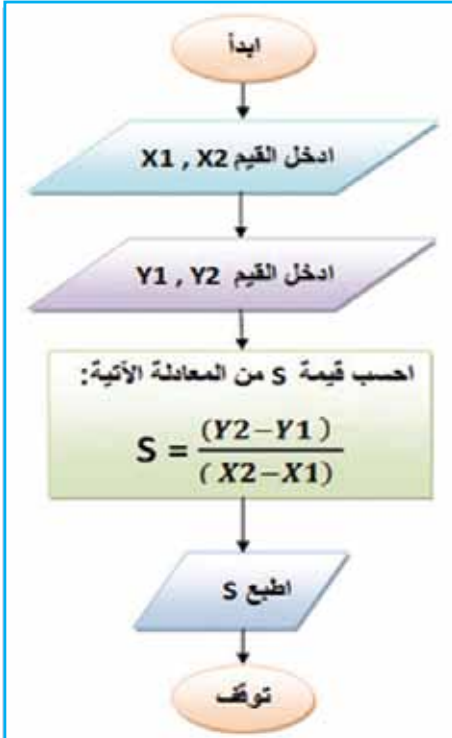 ابدأ
ادخل القيم X1 , X2
ادخل القيم Y1 , Y2
احسب قيمة S من المعادلة الآتية:
S = (Y2−Y1) / (X2−X1)
اطبع S
توقف